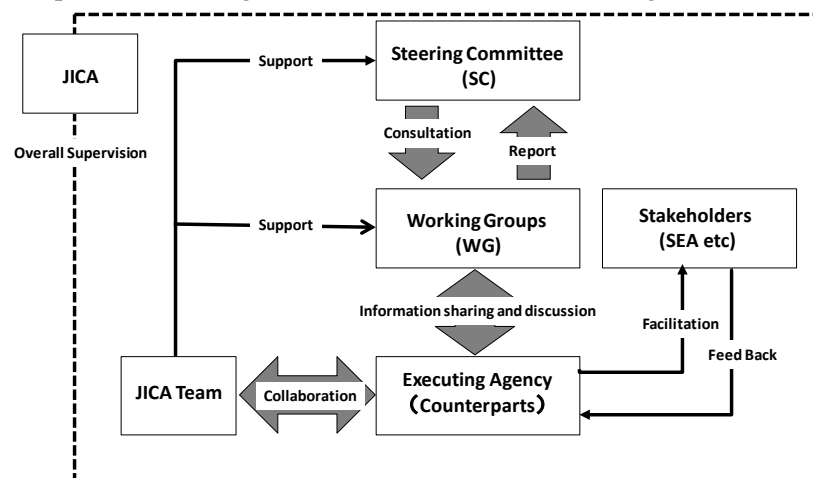 JICA
Overall Supervision
Support
Steering Committee
(SC)
Consultation
Report
Support
Working Groups
(WG)
Stakeholders
(SEA etc)
Information sharing and discussion
Facilitation
Feed Back
JICA Team
Collaboration
Executing Agency
（Counterparts）